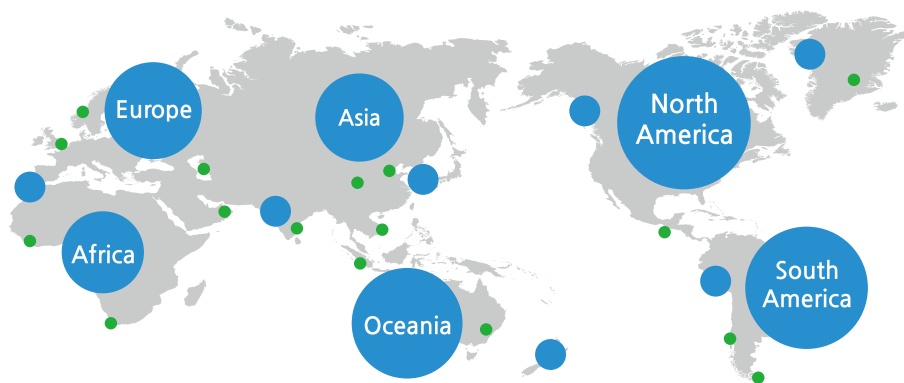 Europe
Asia
North
America
Africa
Oceania
South
America